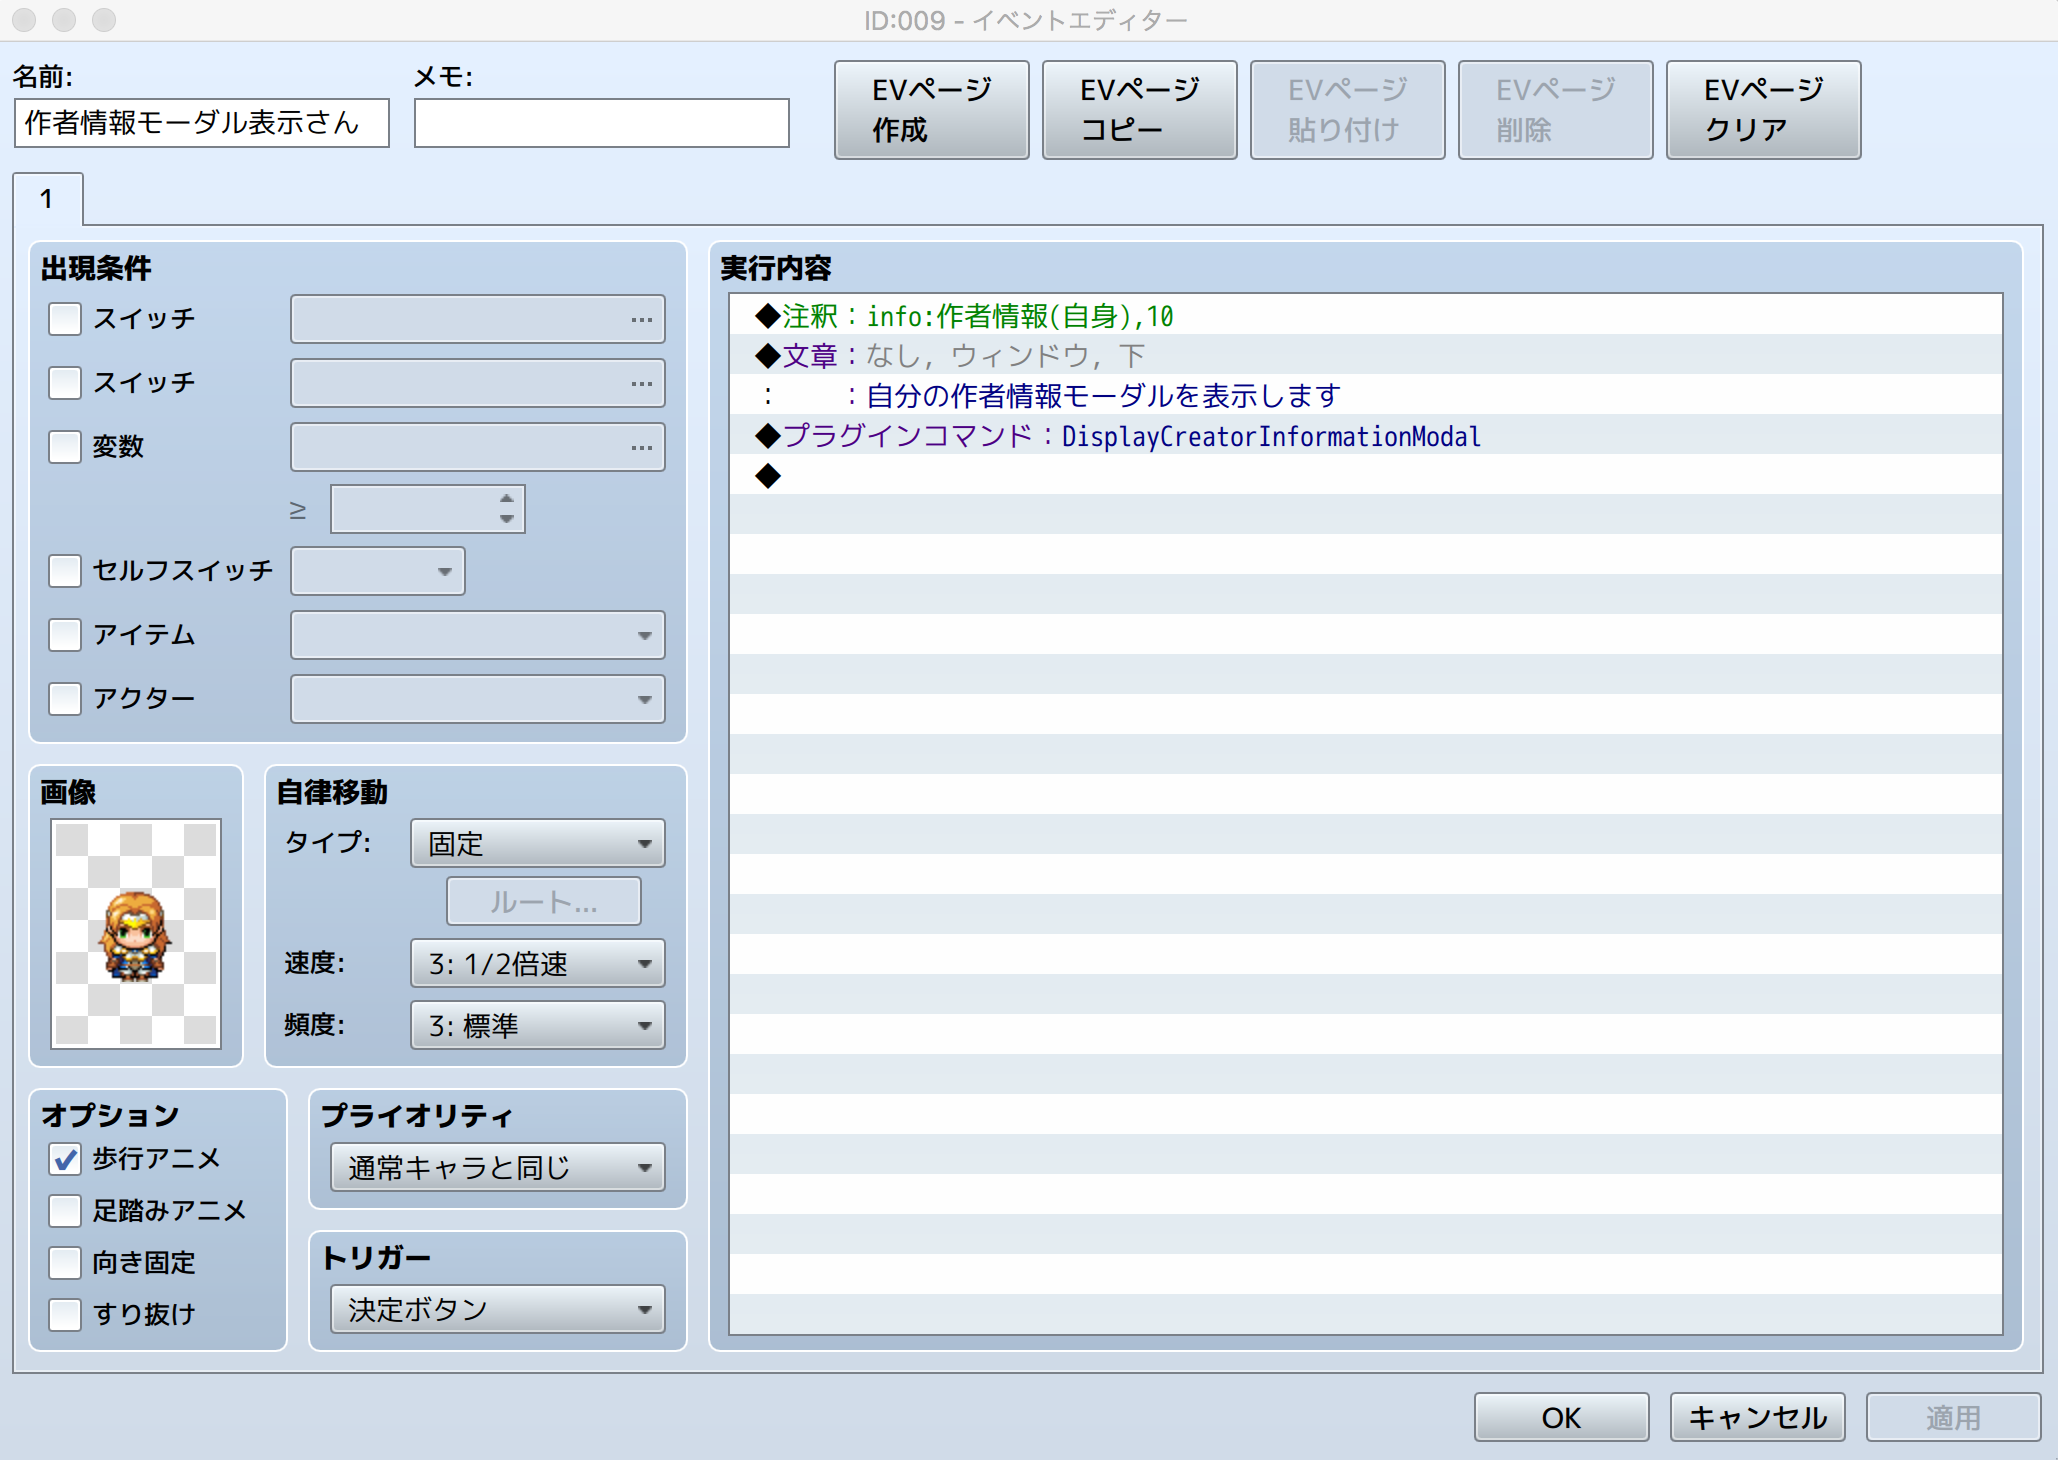 ID:009 - イベントエディター
名前:
メモ:
作者情報モーダル表示さん
EVページ
作成
EVページ
コピー
EVページ
貼り付け
EVページ
削除
EVページ
クリア
1
出現条件
スイッチ
...
スイッチ
...
変数
...
≥
セルフスイッチ
アイテム
アクター
画像
自律移動
タイプ:
固定
ルート...
速度:
3: 1/2倍速
頻度:
3: 標準
オプション
歩行アニメ
足踏みアニメ
向き固定
すり抜け
プライオリティ
通常キャラと同じ
トリガー
決定ボタン
実行内容
◆注釈：info:作者情報(自身),10
◆文章：なし, ウィンドウ, 下
：　　：自分の作者情報モーダルを表示します
◆プラグインコマンド：DisplayCreatorInformationModal
◆
OK
キャンセル
適用